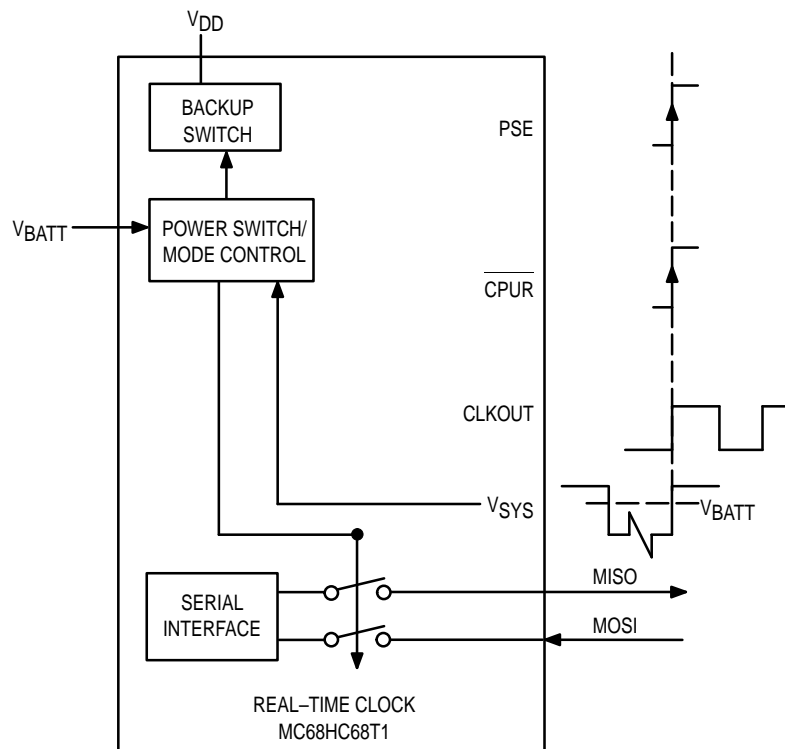 VDD
BACKUP
SWITCH
PSE
VBATT
POWER SWITCH/
MODE CONTROL
CPUR
CLKOUT
VSYS
VBATT
MISO
SERIAL
INTERFACE
MOSI
REAL–TIME CLOCK
MC68HC68T1